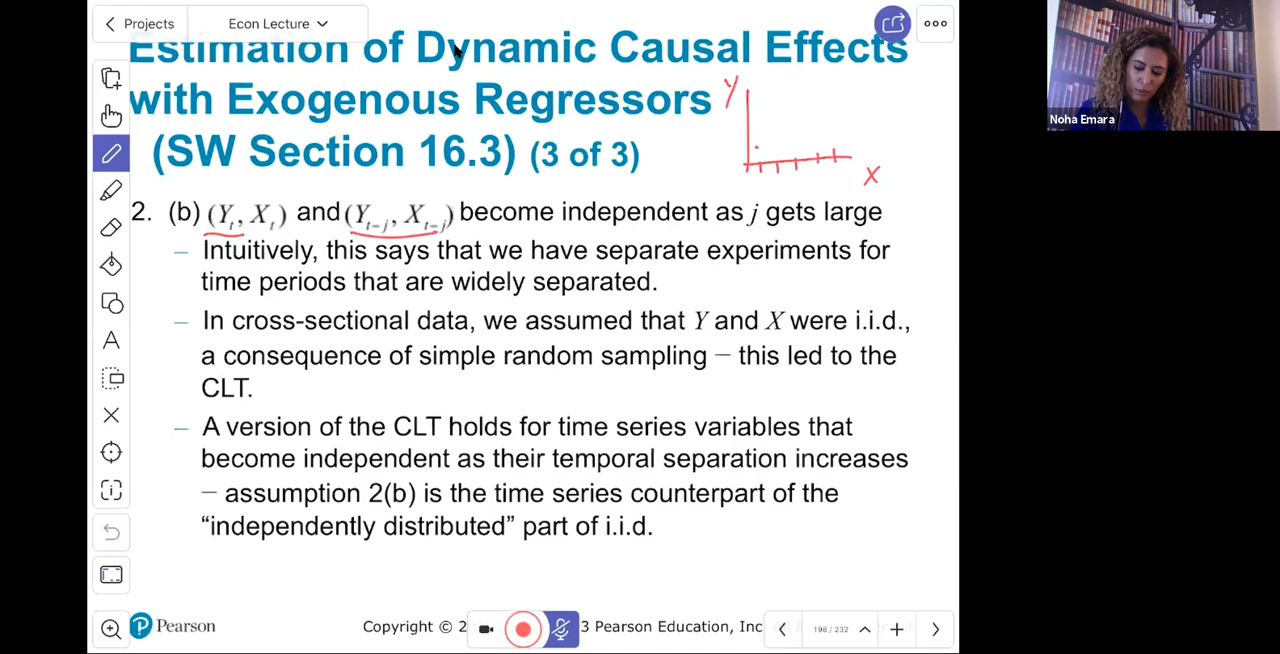 Projects
Econ Lecture
Estimation of Dynamic Causal Effects
with Exogenous Regressors
(SW Section 16.3) (3 of 3)
Y
X
2. (b) (Yₜ, Xₜ) and (Yₜ₋ⱼ, Xₜ₋ⱼ) become independent as j gets large
– Intuitively, this says that we have separate experiments for
time periods that are widely separated.
– In cross-sectional data, we assumed that Y and X were i.i.d.,
a consequence of simple random sampling – this led to the
CLT.
– A version of the CLT holds for time series variables that
become independent as their temporal separation increases
– assumption 2(b) is the time series counterpart of the
“independently distributed” part of i.i.d.
A
P Pearson
Copyright © 2 3 Pearson Education, Inc
198 / 232
Noha Emara